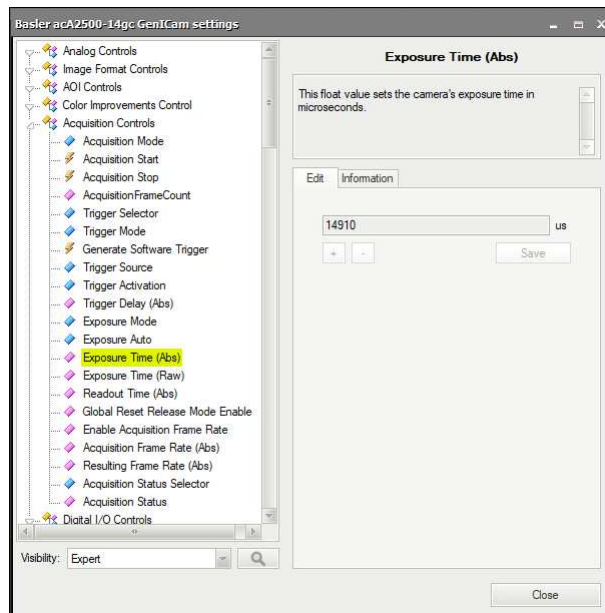 Basler acA2500-14gc GenICam settings
Analog Controls
Image Format Controls
AOI Controls
Color Improvements Control
Acquisition Controls
Acquisition Mode
Acquisition Start
Acquisition Stop
AcquisitionFrameCount
Trigger Selector
Trigger Mode
Generate Software Trigger
Trigger Source
Trigger Activation
Trigger Delay (Abs)
Exposure Mode
Exposure Auto
Exposure Time (Abs)
Exposure Time (Raw)
Readout Time (Abs)
Global Reset Release Mode Enable
Enable Acquisition Frame Rate
Acquisition Frame Rate (Abs)
Resulting Frame Rate (Abs)
Acquisition Status Selector
Acquisition Status
Digital I/O Controls
Visibility: Expert
Exposure Time (Abs)
This float value sets the camera's exposure time in
microseconds.
Edit Information
14910 us
+ - Save
Close